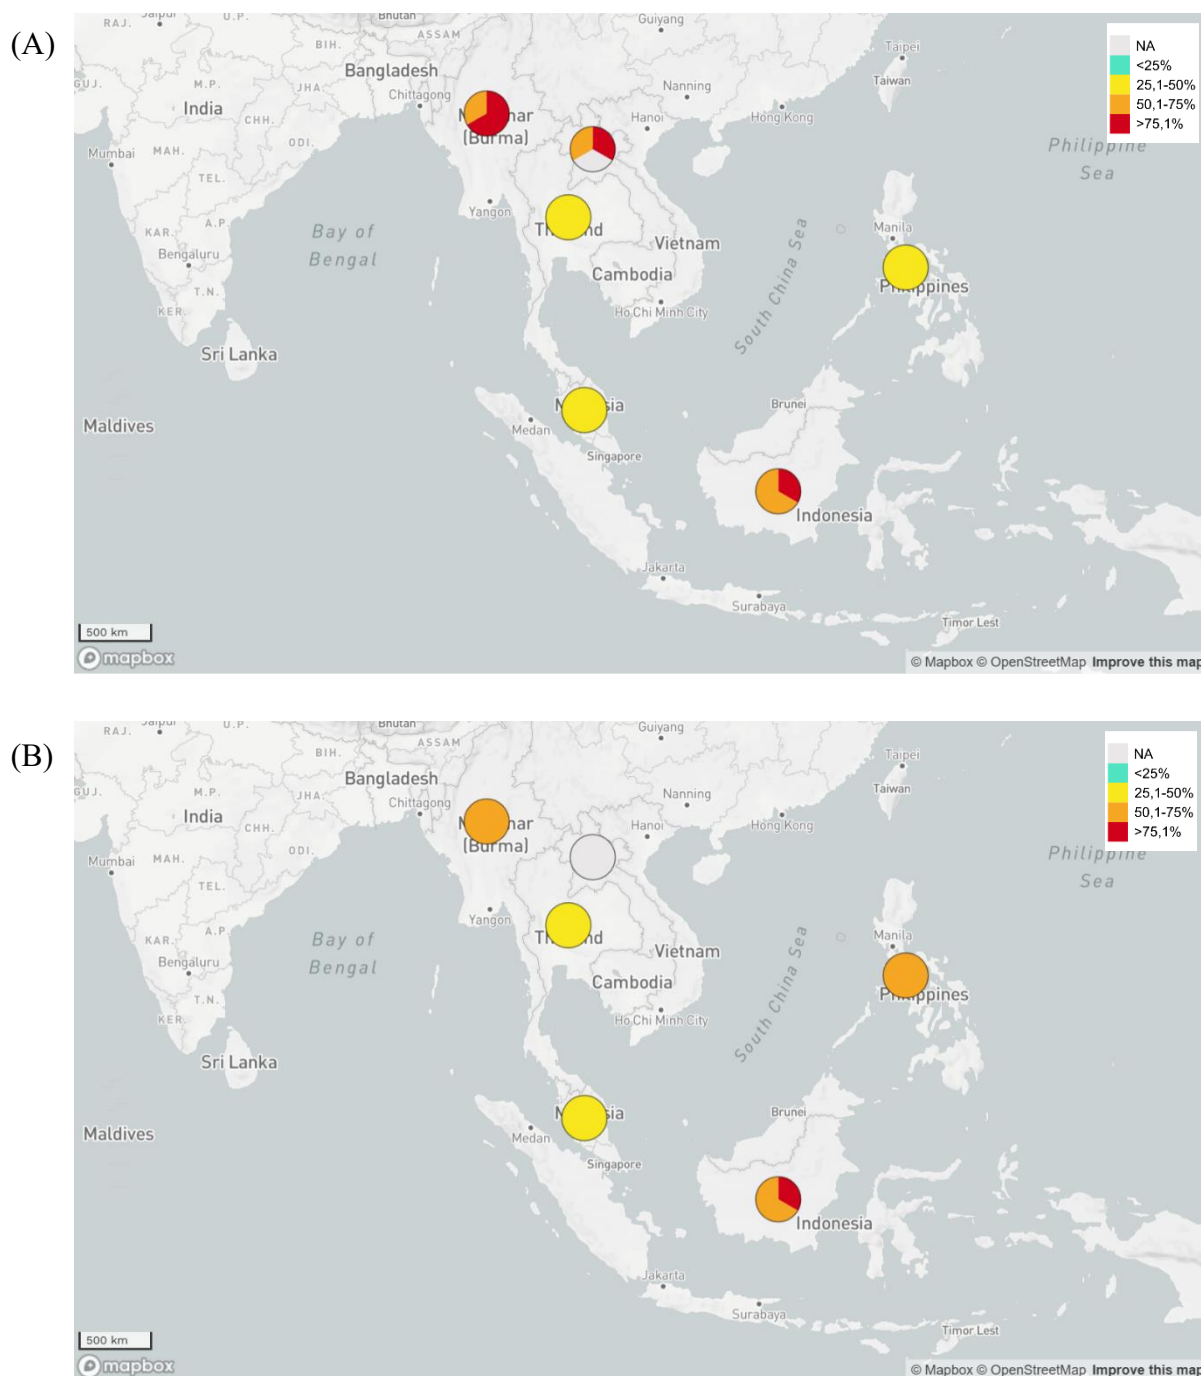 (A)
RAJ.
Jaipur
U.P.
Bhutan
ASSAM
Guiyang
Taipei
BIH.
Bangladesh
Taiwan
GUJ.
M.P.
JHA.
Chittagong
Nanning
India
Hanoi
Hong Kong
CHH.
(Burma)
ODI.
Mumbai
MAH.
Philippine
Sea
TEL.
Yangon
KAR.
A.P.
Bay of
Bengal
Vietnam
Manila
Bengaluru
T.N.
Cambodia
South China Sea
KER.
Ho Chi Minh City
Philippines
Sri Lanka
Maldives
Medan
Brunei
Singapore
Indonesia
Jakarta
Surabaya
Timor Lest
500 km
mapbox
© Mapbox © OpenStreetMap Improve this map
NA
<25%
25,1-50%
50,1-75%
>75,1%
(B)
RAJ.
Jaipur
U.P.
Bhutan
ASSAM
Guiyang
Taipei
BIH.
Bangladesh
Taiwan
GUJ.
M.P.
JHA.
Chittagong
Nanning
India
Hanoi
Hong Kong
CHH.
(Burma)
ODI.
Mumbai
MAH.
Philippine
Sea
TEL.
Yangon
KAR.
A.P.
Bay of
Bengal
Vietnam
Manila
Bengaluru
T.N.
Cambodia
South China Sea
KER.
Ho Chi Minh City
Philippines
Sri Lanka
Maldives
Medan
Brunei
Singapore
Indonesia
Jakarta
Surabaya
Timor Lest
500 km
mapbox
© Mapbox © OpenStreetMap Improve this map
NA
<25%
25,1-50%
50,1-75%
>75,1%